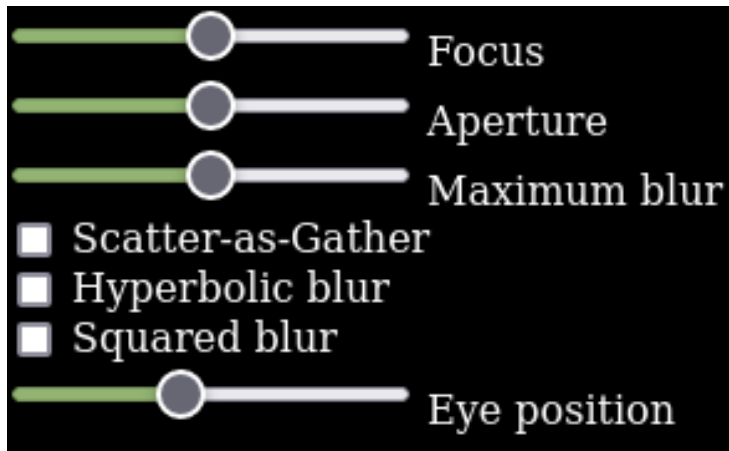 Focus
Aperture
Maximum blur
Scatter-as-Gather
Hyperbolic blur
Squared blur
Eye position